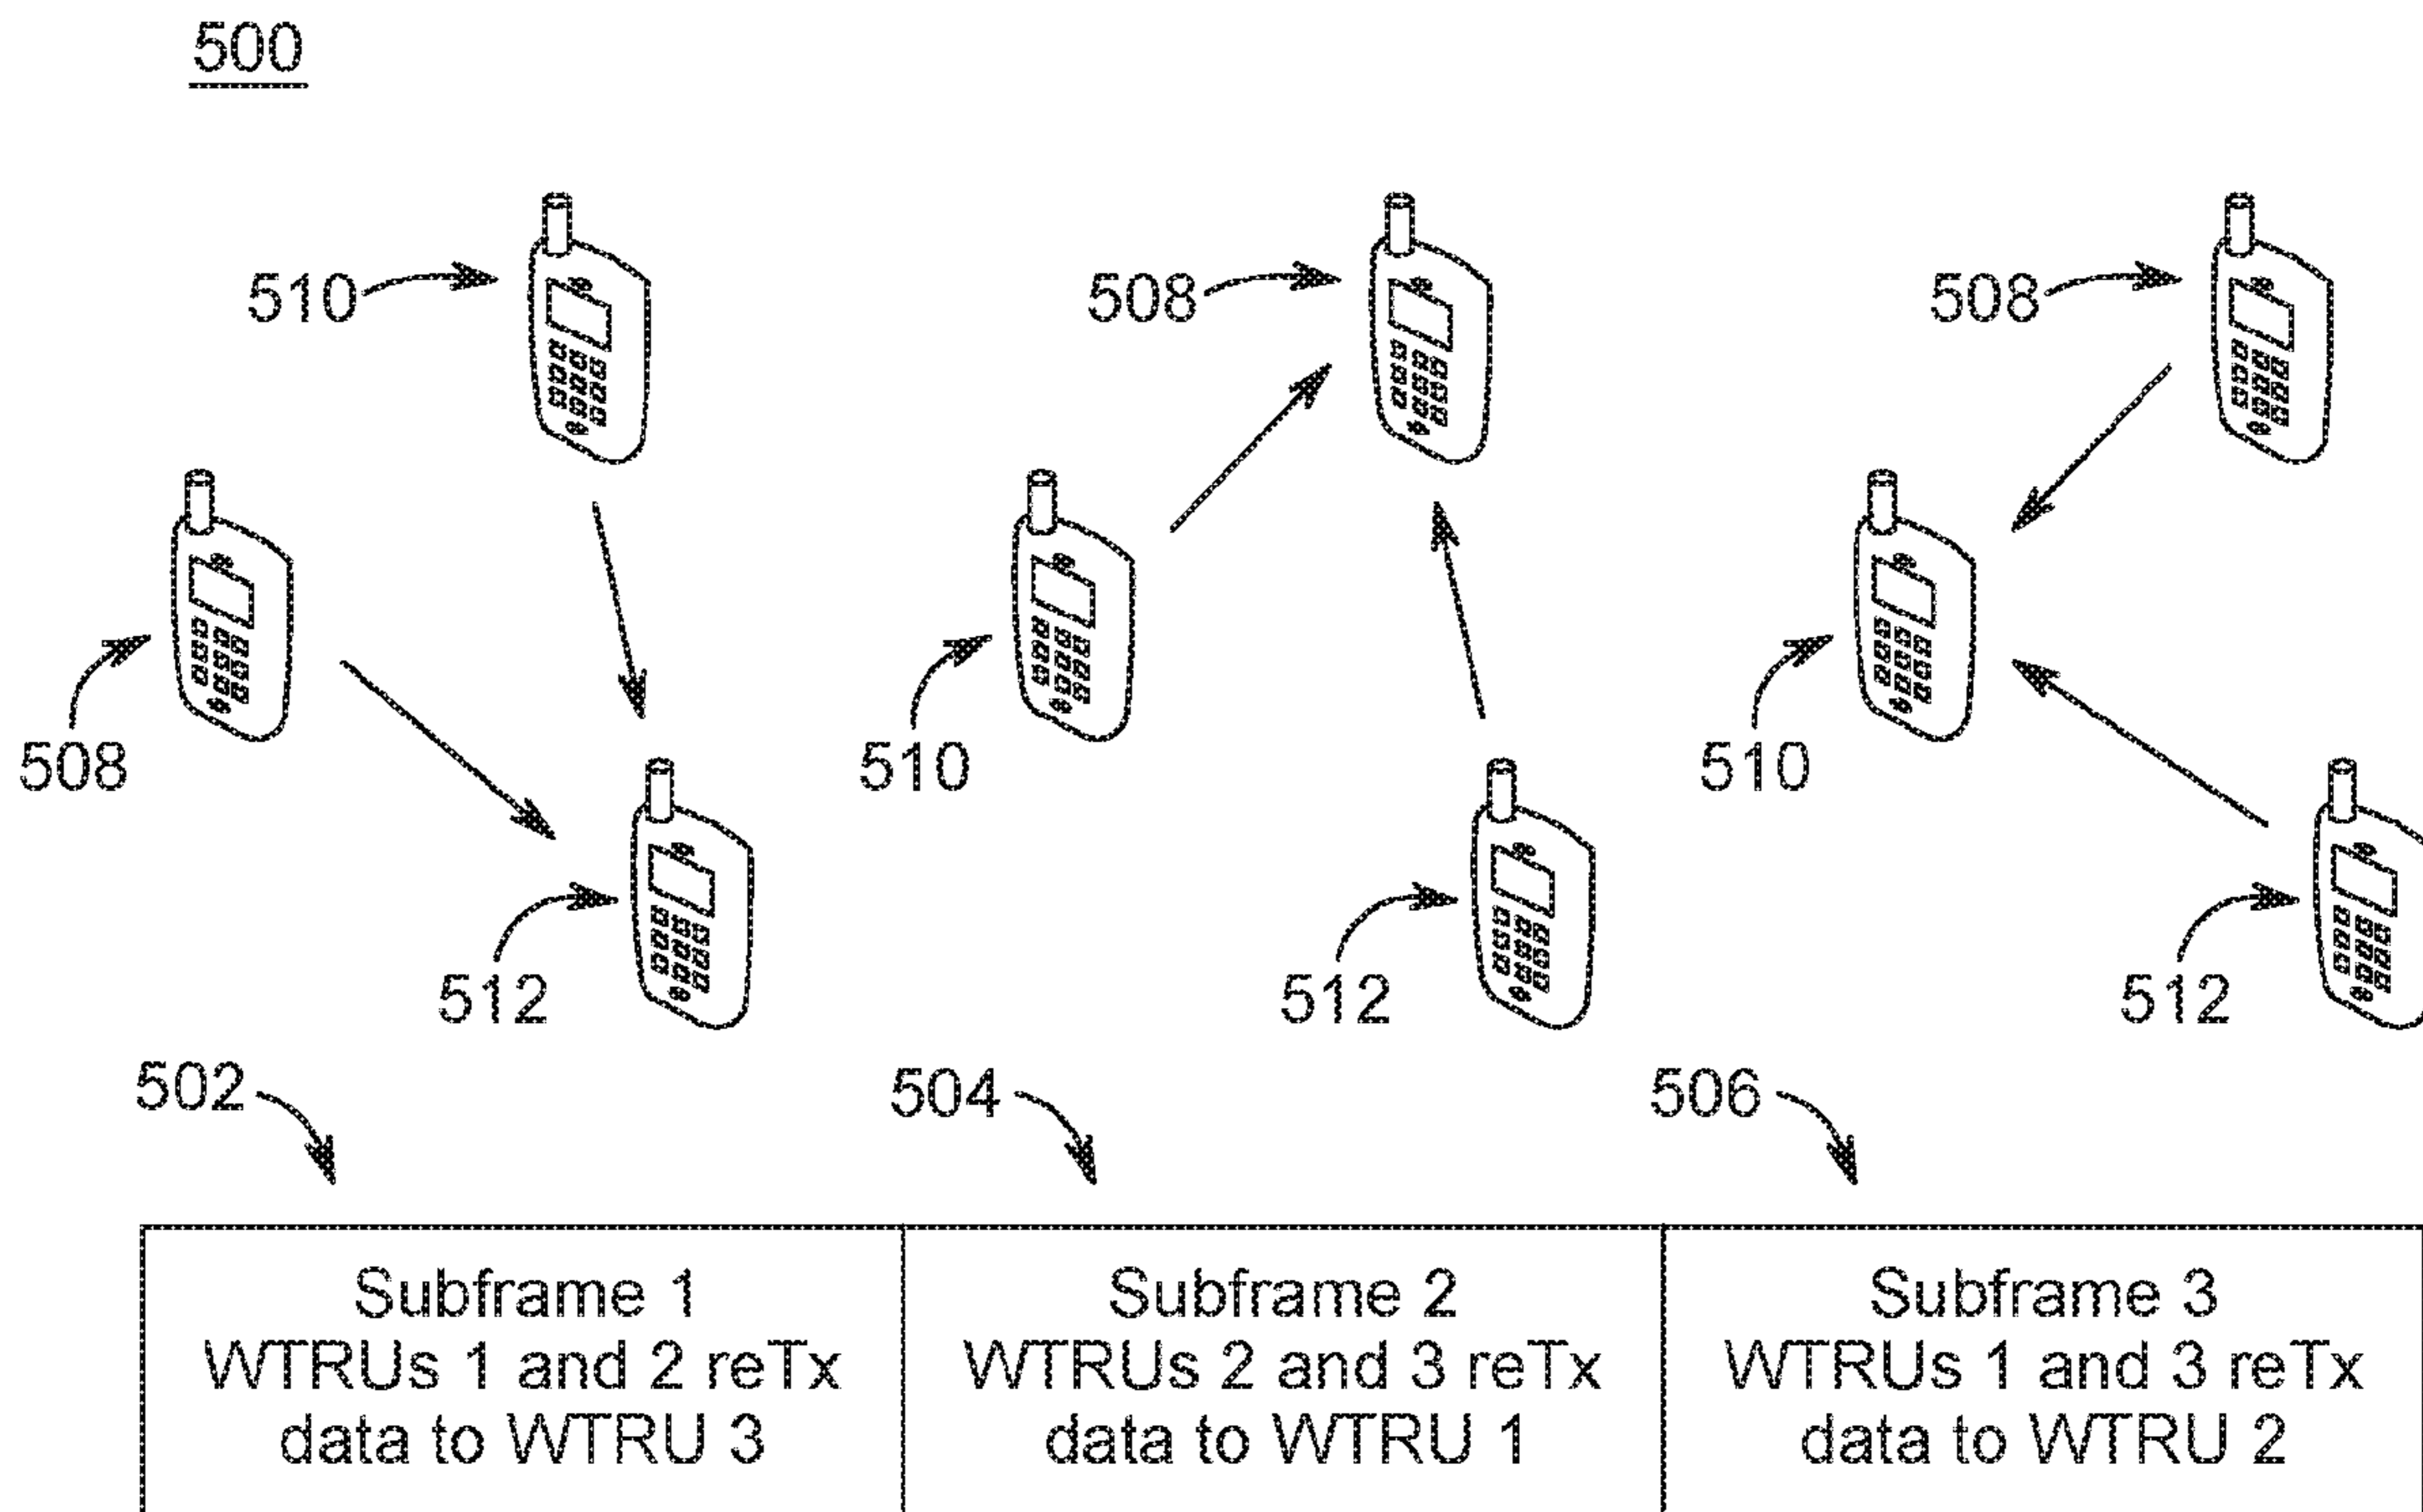 500
510
508
508
508
510
510
512
512
512
502
504
506
Subframe 1
WTRUs 1 and 2 reTx
data to WTRU 3
Subframe 2
WTRUs 2 and 3 reTx
data to WTRU 1
Subframe 3
WTRUs 1 and 3 reTx
data to WTRU 2